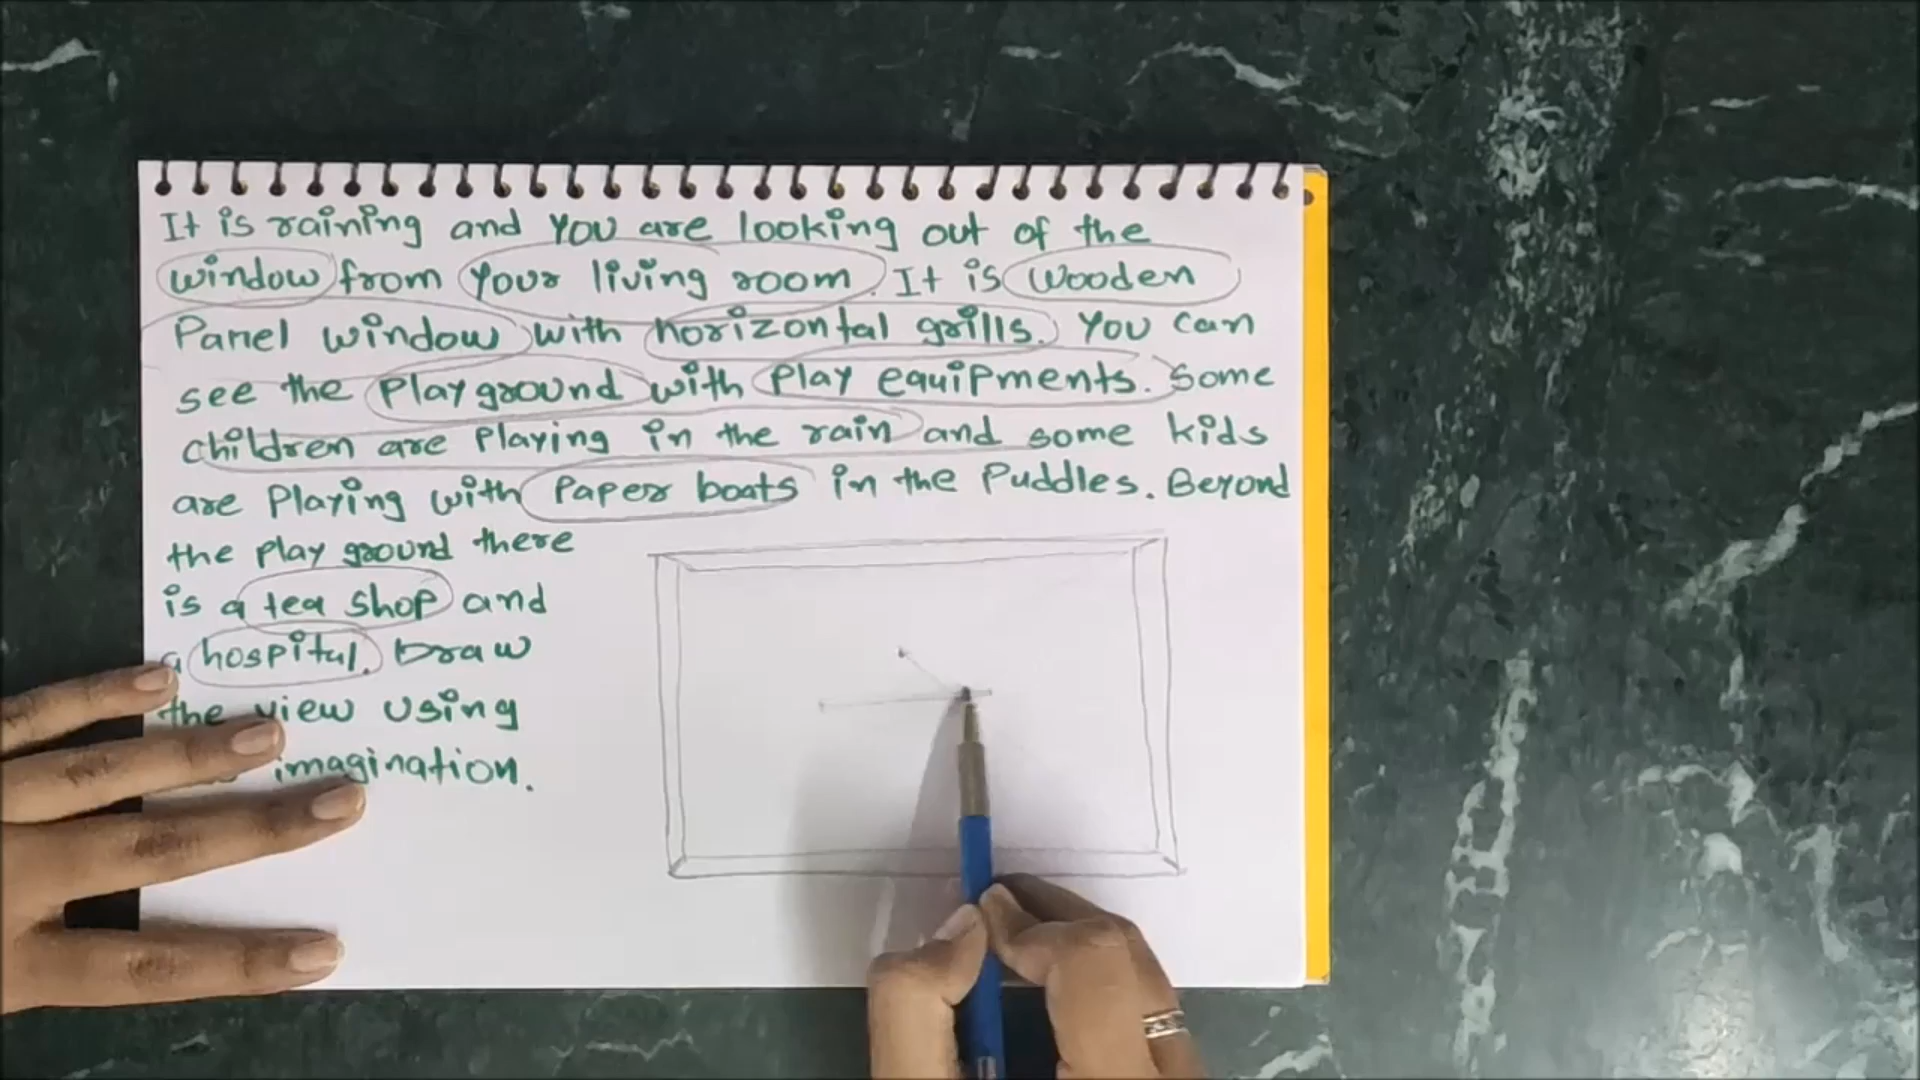 It is raining and you are looking out of the
window from your living room. It is wooden
Panel window with horizontal grills. You can
see the playground with play equipments. Some
children are playing in the rain and some kids
are playing with Paper boats in the Puddles. Beyond
the play ground there
is a tea shop and
a hospital. Draw
the view using
imagination.